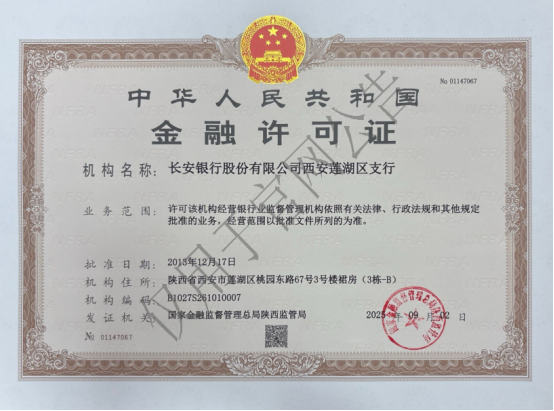 No 01147067
中华人民共和国
金融许可证
机构名称： 长安银行股份有限公司西安莲湖区支行
业务范围： 许可该机构经营银行业监督管理机构依照有关法律、行政法规和其他规定
批准的业务，经营范围以批准文件所列的为准。
批准日期： 2013年12月17日
机构住所： 陕西省西安市莲湖区桃园东路67号3号楼裙房（3栋-B）
机构编码： B1027S261010007
发证机关： 国家金融监督管理总局陕西监管局
2025年09月02日
No 01147067
仅用于官网公告